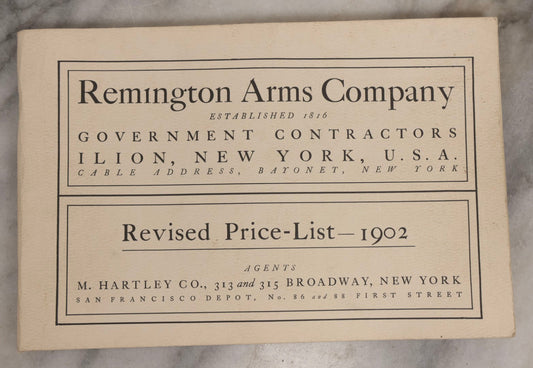 Remington Arms Company
ESTABLISHED 1816
GOVERNMENT CONTRACTORS
ILION, NEW YORK, U.S.A.
CABLE ADDRESS, BAYONET, NEW YORK
Revised Price-List—1902
AGENTS
M. HARTLEY CO., 313 and 315 BROADWAY, NEW YORK
SAN FRANCISCO DEPOT, No. 86 and 88 FIRST STREET